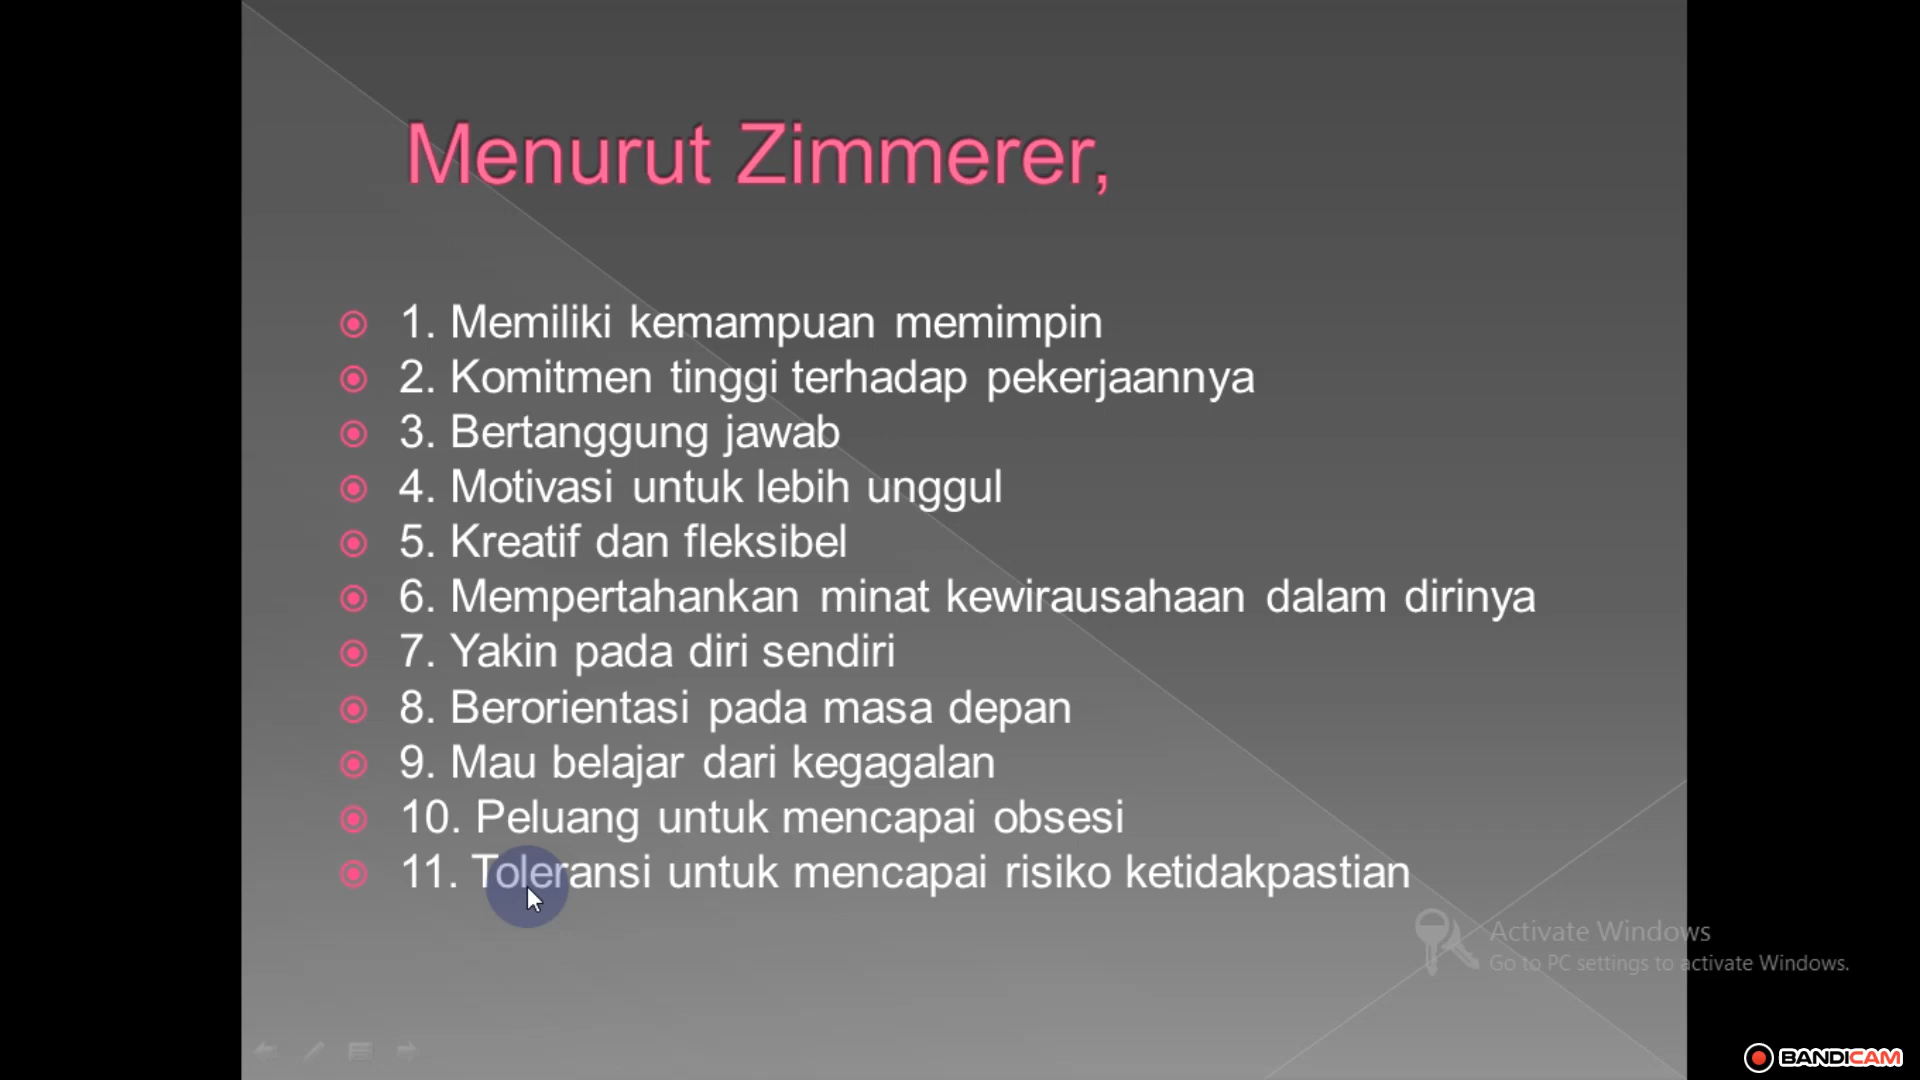 Menurut Zimmerer,
1. Memiliki kemampuan memimpin
2. Komitmen tinggi terhadap pekerjaannya
3. Bertanggung jawab
4. Motivasi untuk lebih unggul
5. Kreatif dan fleksibel
6. Mempertahankan minat kewirausahaan dalam dirinya
7. Yakin pada diri sendiri
8. Berorientasi pada masa depan
9. Mau belajar dari kegagalan
10. Peluang untuk mencapai obsesi
11. Toleransi untuk mencapai risiko ketidakpastian
Activate Windows
Go to PC settings to activate Windows.
BANDICAM